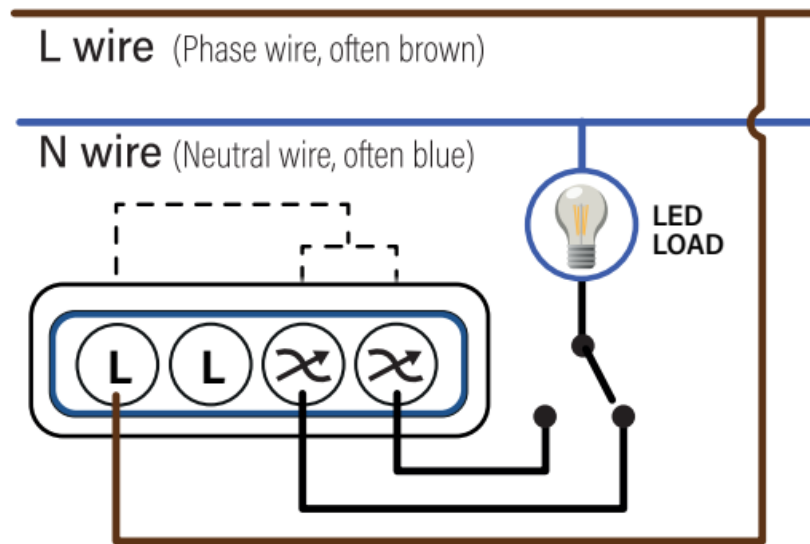 L wire (Phase wire, often brown)
N wire (Neutral wire, often blue)
LED
LOAD
L L